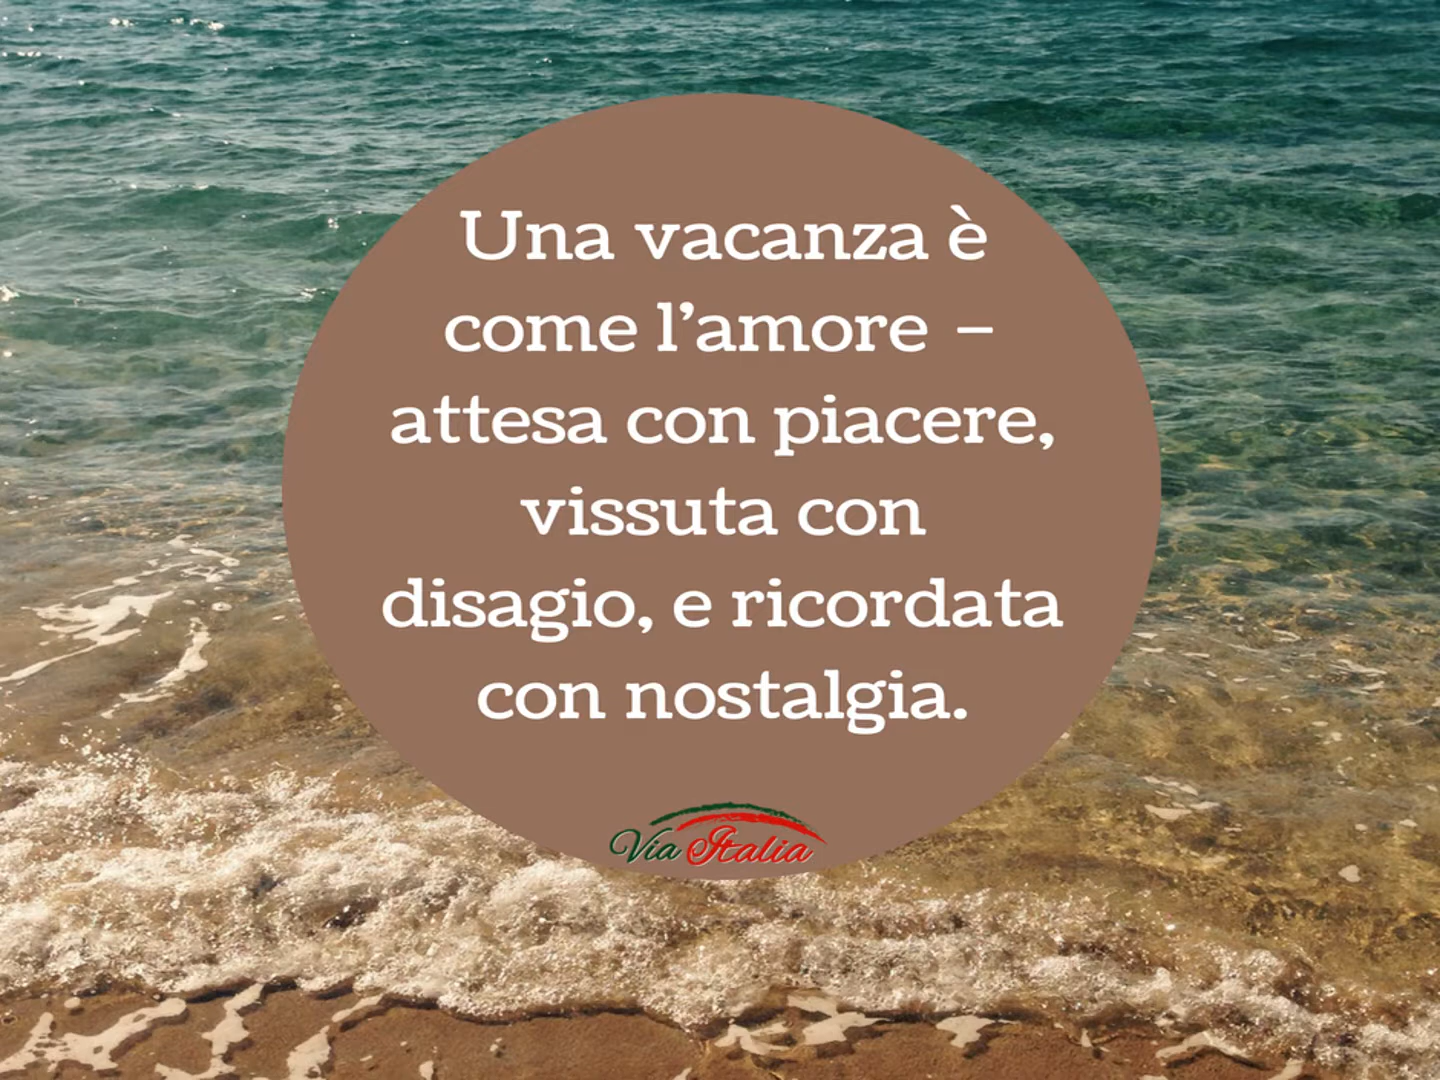 Una vacanza è
come l’amore –
attesa con piacere,
vissuta con
disagio, e ricordata
con nostalgia.
Via Italia